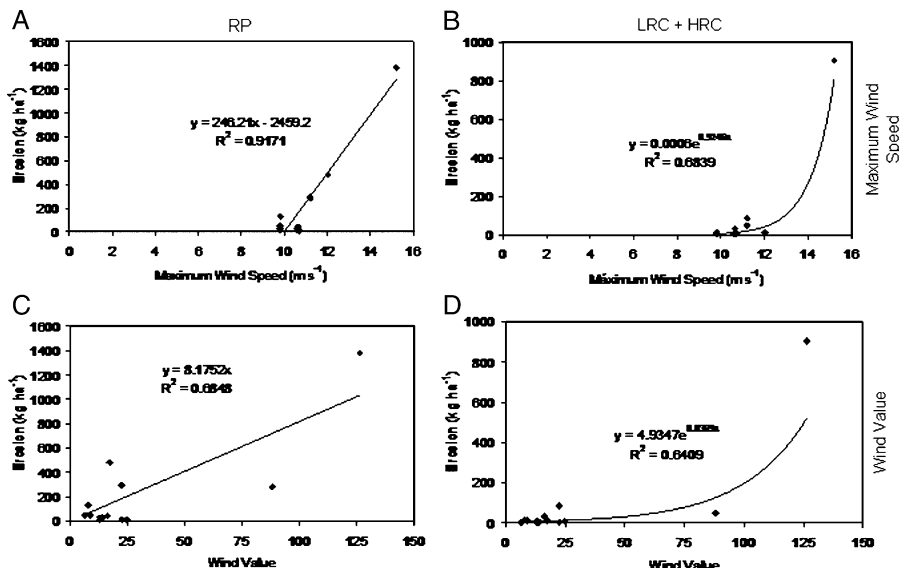 A
RP
1600
1400
1200
1000
800
600
400
200
0
Erosion (kg ha-1)
y = 246.21x - 2459.2
R2 = 0.9171
0 2 4 6 8 10 12 14 16
Maximum Wind Speed (m s-1)
B
LRC + HRC
1000
800
600
400
200
0
Erosion (kg ha-1)
R2 = 0.6839
0 2 4 6 8 10 12 14 16
Maximum Wind Speed (m s-1)
Maximum Wind
Speed
C
1600
1400
1200
1000
800
600
400
200
0
Erosion (kg ha-1)
y = 8.1752x
R2 = 0.6848
0 25 50 75 100 125 150
Wind Value
D
1000
800
600
400
200
0
Erosion (kg ha-1)
y = 4.9347e
R2 = 0.6409
0 25 50 75 100 125 150
Wind Value
Wind Value